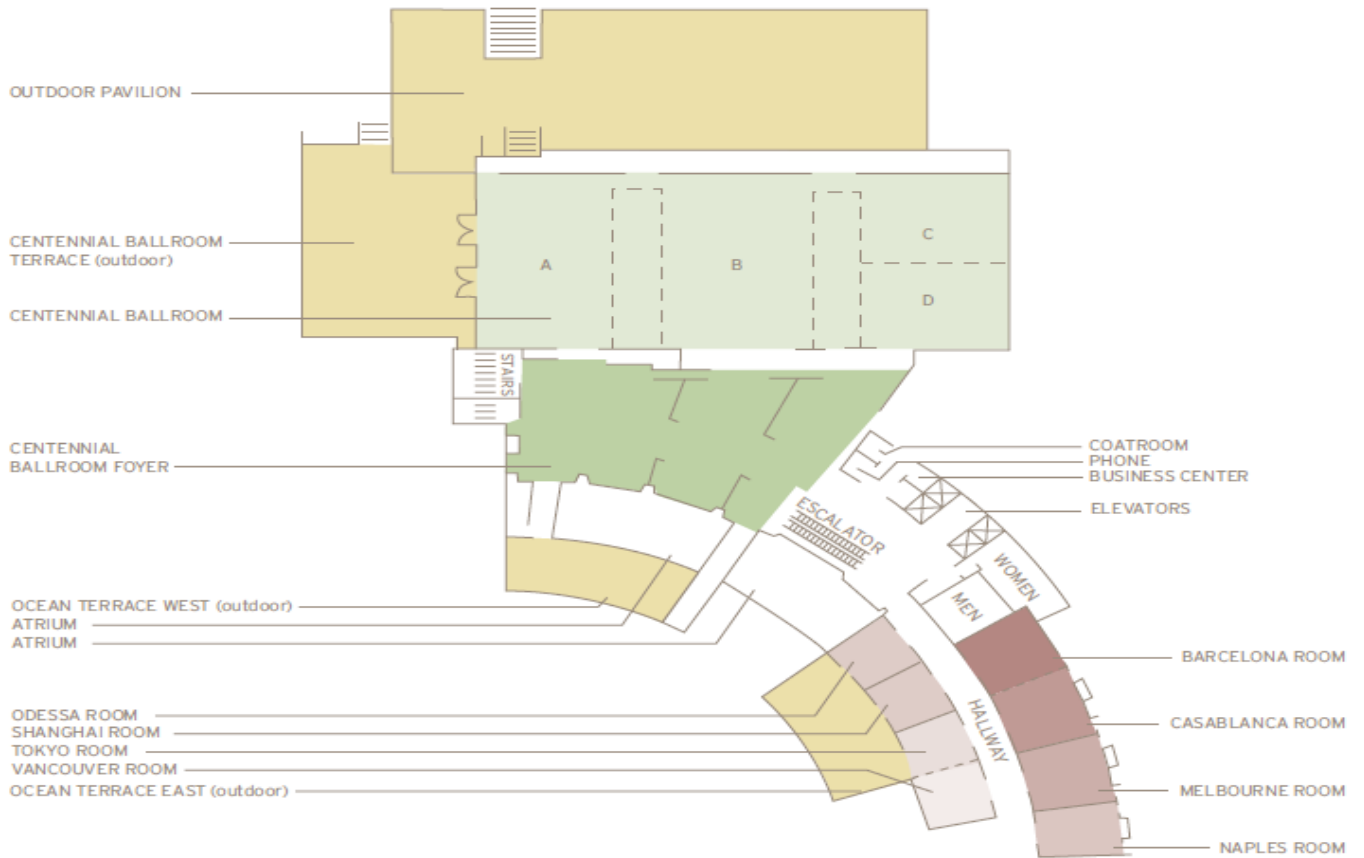 OUTDOOR PAVILION
CENTENNIAL BALLROOM
TERRACE (outdoor)
CENTENNIAL BALLROOM
A
B
C
D
STAIRS
CENTENNIAL
BALLROOM FOYER
COATROOM
PHONE
BUSINESS CENTER
ELEVATORS
ESCALATOR
WOMEN
MEN
OCEAN TERRACE WEST (outdoor)
ATRIUM
ATRIUM
BARCELONA ROOM
HALLWAY
CASABLANCA ROOM
ODESSA ROOM
SHANGHAI ROOM
TOKYO ROOM
VANCOUVER ROOM
OCEAN TERRACE EAST (outdoor)
MELBOURNE ROOM
NAPLES ROOM